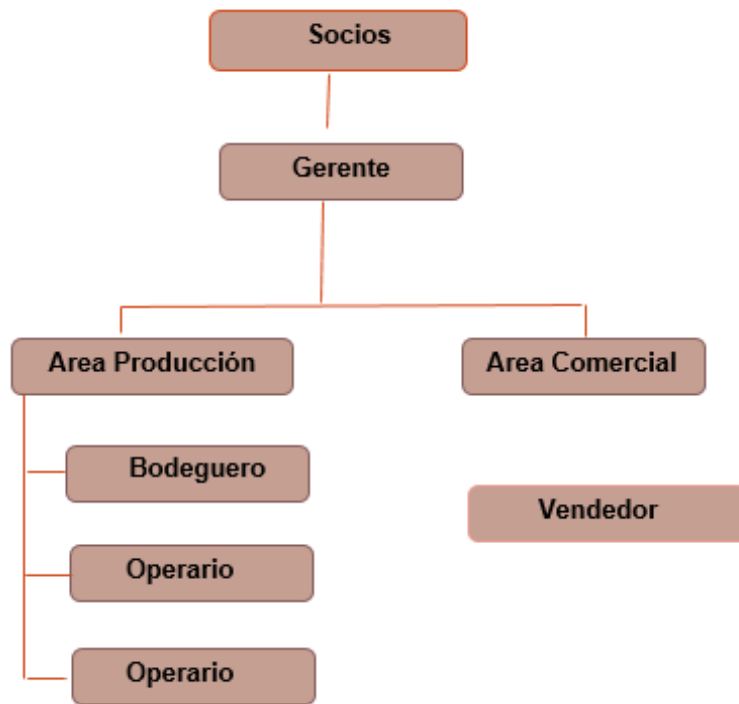 Socios
Gerente
Area Producción
Area Comercial
Bodeguero
Vendedor
Operario
Operario